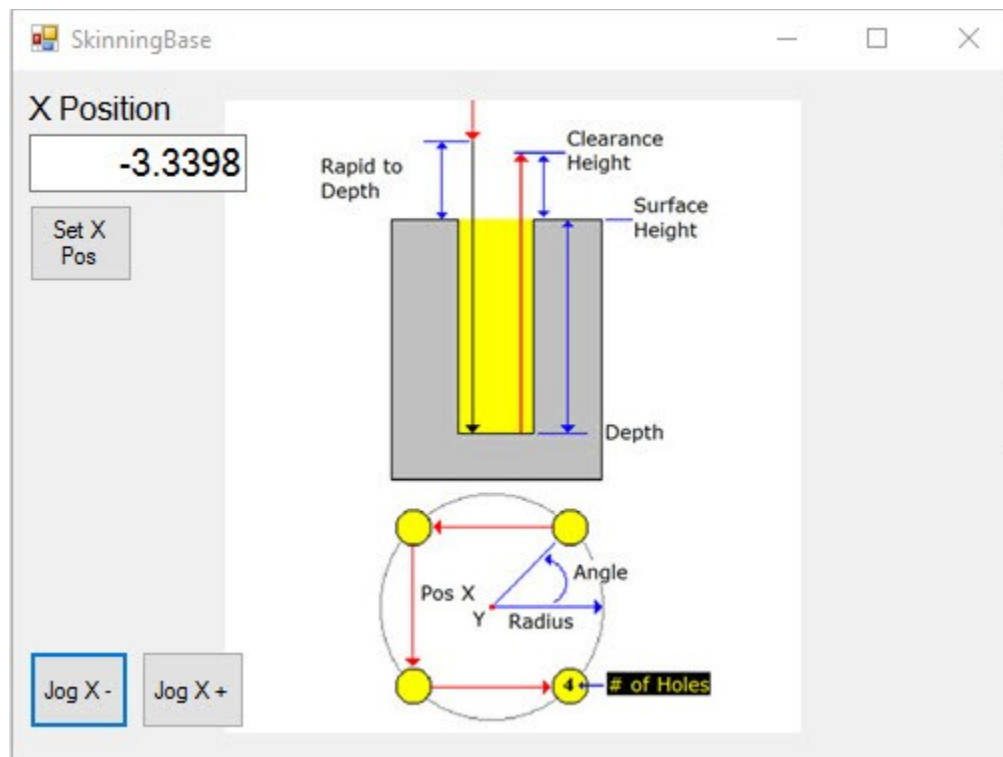 SkinningBase
X Position
-3.3398
Set X
Pos
Rapid to
Depth
Clearance
Height
Surface
Height
Depth
Angle
Pos X
Y
Radius
4
# of Holes
Jog X -
Jog X +